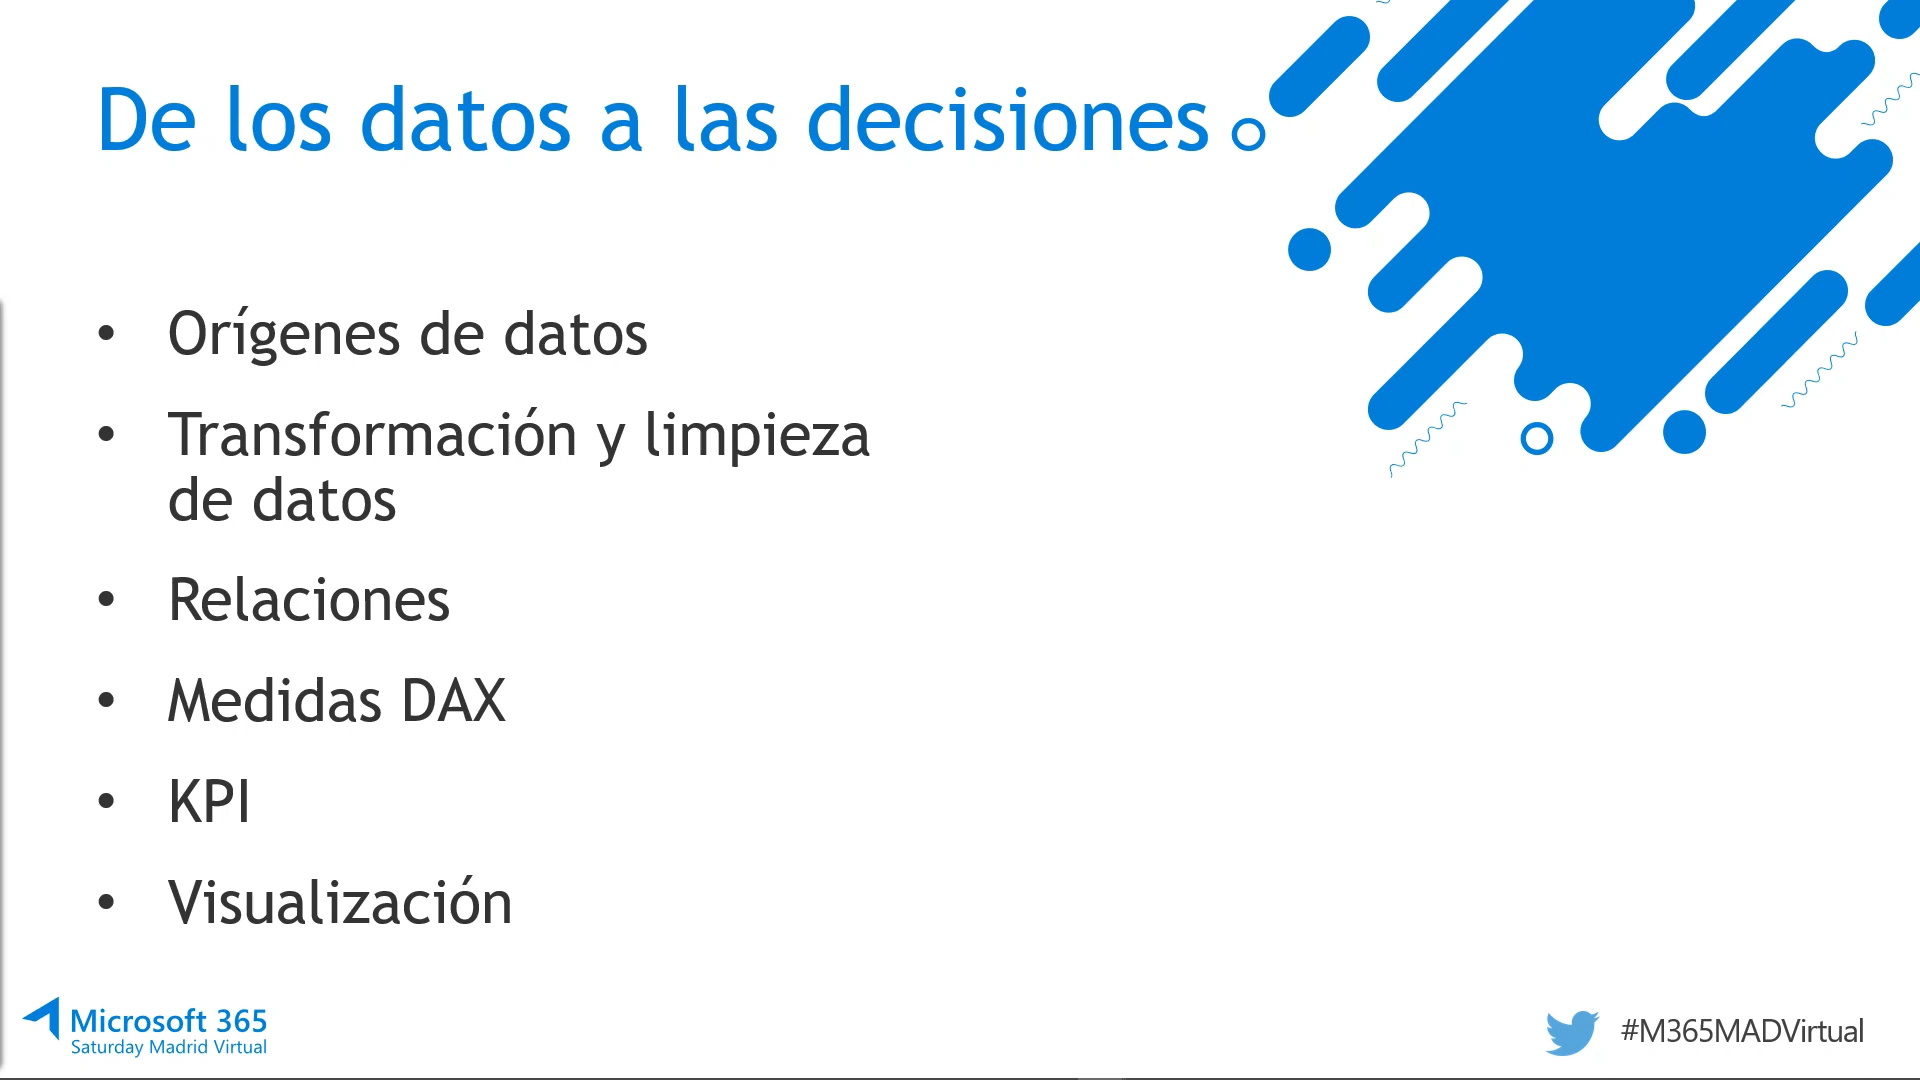 De los datos a las decisiones
• Orígenes de datos
• Transformación y limpieza
de datos
• Relaciones
• Medidas DAX
• KPI
• Visualización
Microsoft 365
Saturday Madrid Virtual
#M365MADVirtual